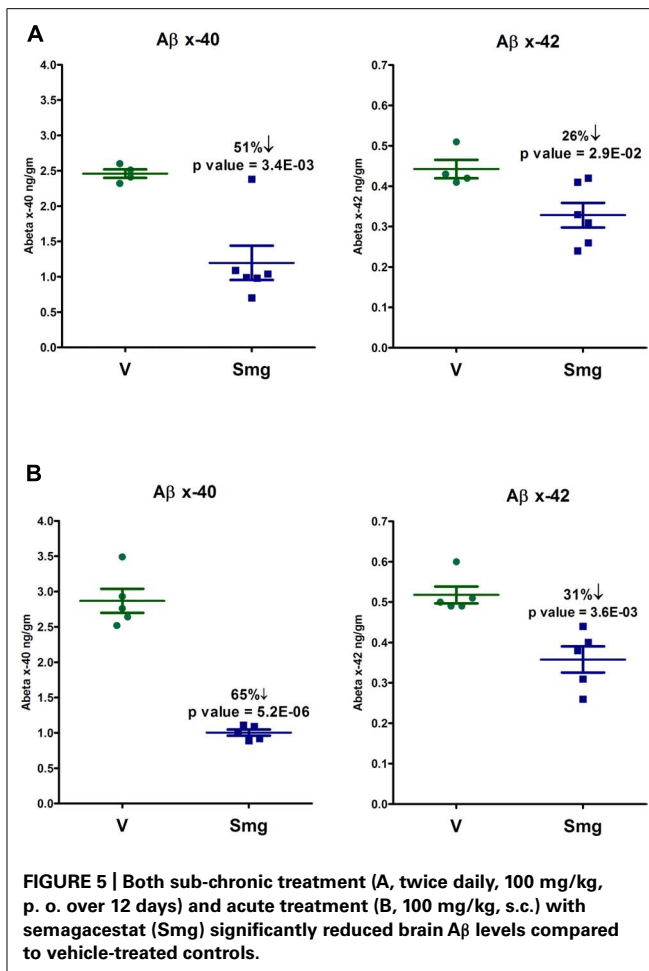 A
Aβ x-40
Abeta x-40 ng/gm
4.0
3.5
3.0
2.5
2.0
1.5
1.0
0.5
0.0
51%↓
p value = 3.4E-03
V
Smg
Aβ x-42
Abeta x-42 ng/gm
0.7
0.6
0.5
0.4
0.3
0.2
0.1
0.0
26%↓
p value = 2.9E-02
V
Smg
B
Aβ x-40
Abeta x-40 ng/gm
4.0
3.5
3.0
2.5
2.0
1.5
1.0
0.5
0.0
65%↓
p value = 5.2E-06
V
Smg
Aβ x-42
Abeta x-42 ng/gm
0.7
0.6
0.5
0.4
0.3
0.2
0.1
0.0
31%↓
p value = 3.6E-03
V
Smg
FIGURE 5 | Both sub-chronic treatment (A, twice daily, 100 mg/kg,
p. o. over 12 days) and acute treatment (B, 100 mg/kg, s.c.) with
semagacestat (Smg) significantly reduced brain Aβ levels compared
to vehicle-treated controls.